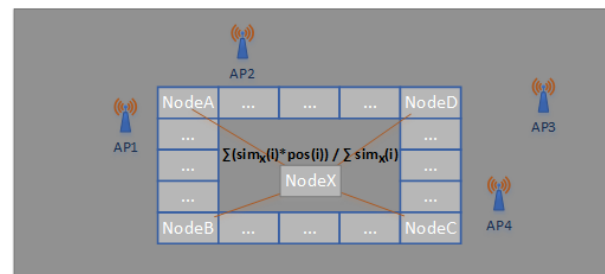 AP2
NodeA ... ... ... NodeD
AP1
AP3
... ...
∑(simx(i)*pos(i)) / ∑ simx(i)
... ...
NodeX
... ...
AP4
NodeB ... ... ... NodeC